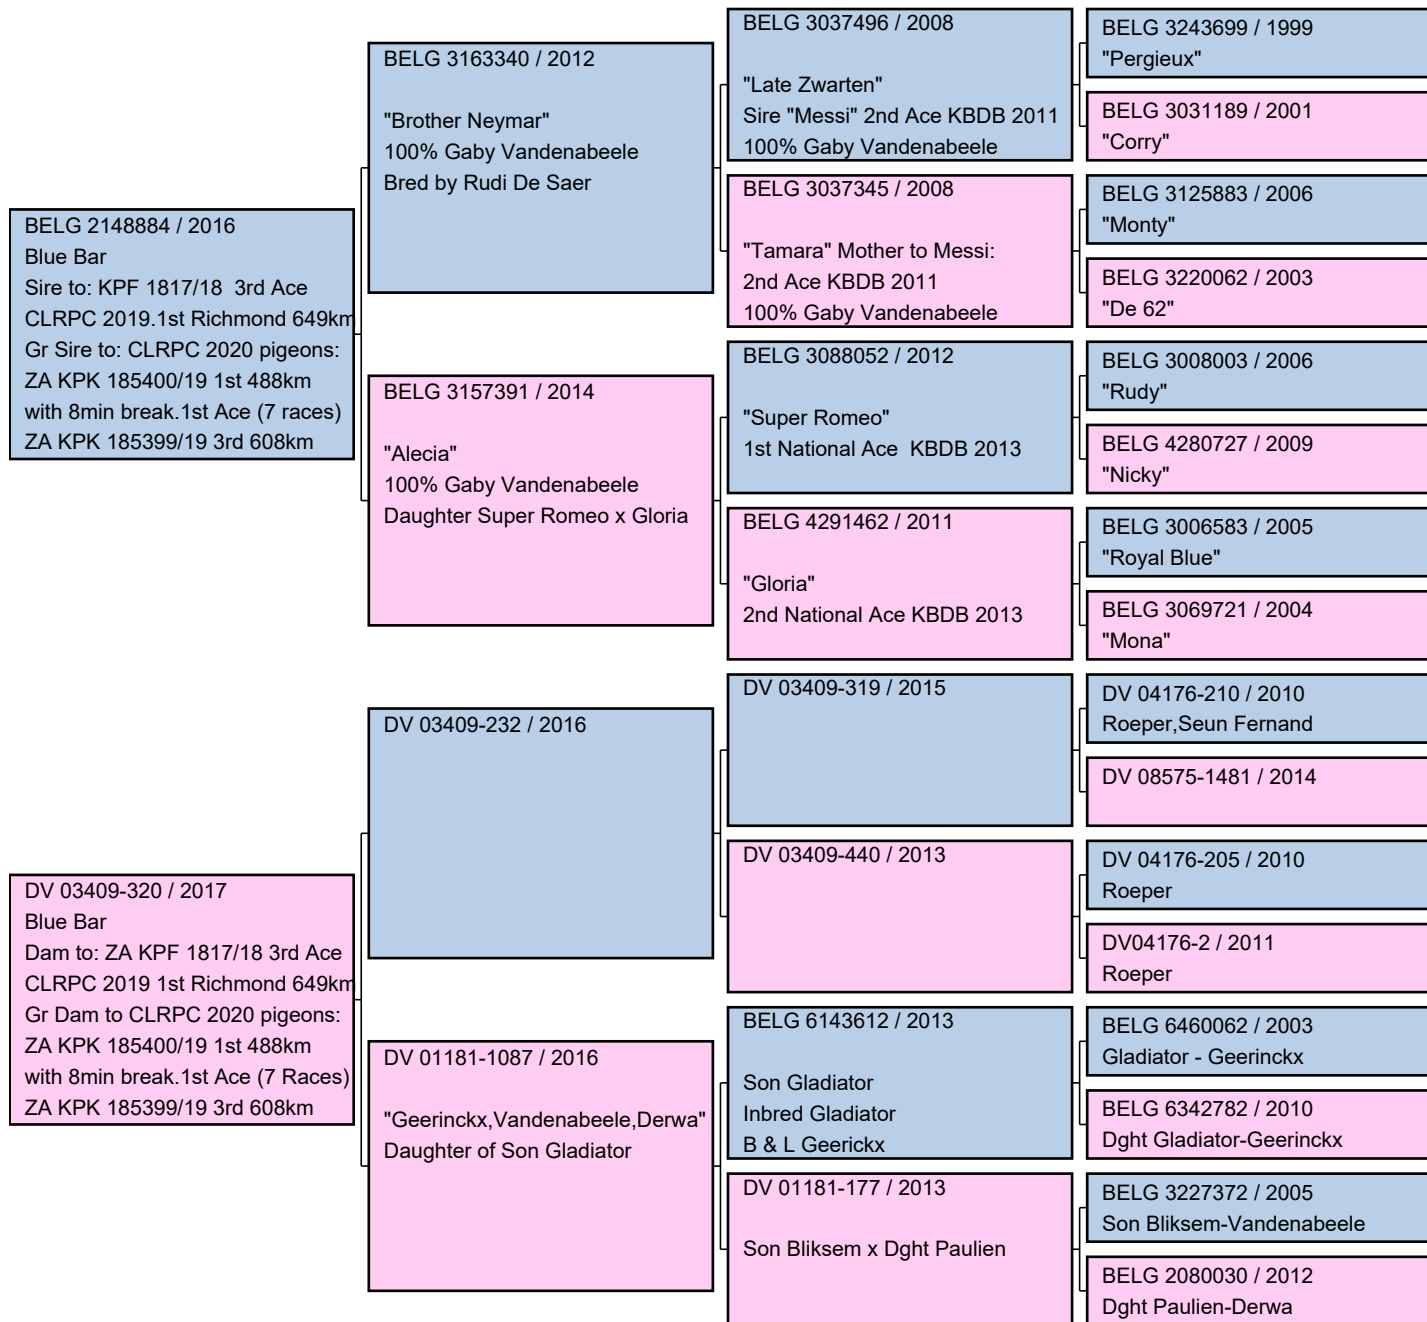 BELG 2148884 / 2016
Blue Bar
Sire to: KPF 1817/18  3rd Ace
CLRPC 2019.1st Richmond 649km
Gr Sire to: CLRPC 2020 pigeons:
ZA KPK 185400/19 1st 488km
with 8min break.1st Ace (7 races)
ZA KPK 185399/19 3rd 608km
DV 03409-320 / 2017
Blue Bar
Dam to: ZA KPF 1817/18 3rd Ace
CLRPC 2019 1st Richmond 649km
Gr Dam to CLRPC 2020 pigeons:
ZA KPK 185400/19 1st 488km
with 8min break.1st Ace (7 Races)
ZA KPK 185399/19 3rd 608km
BELG 3163340 / 2012
"Brother Neymar"
100% Gaby Vandenabeele
Bred by Rudi De Saer
BELG 3157391 / 2014
"Alecia"
100% Gaby Vandenabeele
Daughter Super Romeo x Gloria
DV 03409-232 / 2016
DV 01181-1087 / 2016
"Geerinckx,Vandenabeele,Derwa"
Daughter of Son Gladiator
BELG 3037496 / 2008
"Late Zwarten"
Sire "Messi" 2nd Ace KBDB 2011
100% Gaby Vandenabeele
BELG 3037345 / 2008
"Tamara" Mother to Messi:
2nd Ace KBDB 2011
100% Gaby Vandenabeele
BELG 3088052 / 2012
"Super Romeo"
1st National Ace  KBDB 2013
BELG 4291462 / 2011
"Gloria"
2nd National Ace KBDB 2013
DV 03409-319 / 2015
DV 03409-440 / 2013
BELG 6143612 / 2013
Son Gladiator
Inbred Gladiator
B & L Geerickx
DV 01181-177 / 2013
Son Bliksem x Dght Paulien
BELG 3243699 / 1999
"Pergieux"
BELG 3031189 / 2001
"Corry"
BELG 3125883 / 2006
"Monty"
BELG 3220062 / 2003
"De 62"
BELG 3008003 / 2006
"Rudy"
BELG 4280727 / 2009
"Nicky"
BELG 3006583 / 2005
"Royal Blue"
BELG 3069721 / 2004
"Mona"
DV 04176-210 / 2010
Roeper,Seun Fernand
DV 08575-1481 / 2014
DV 04176-205 / 2010
Roeper
DV04176-2 / 2011
Roeper
BELG 6460062 / 2003
Gladiator - Geerinckx
BELG 6342782 / 2010
Dght Gladiator-Geerinckx
BELG 3227372 / 2005
Son Bliksem-Vandenabeele
BELG 2080030 / 2012
Dght Paulien-Derwa